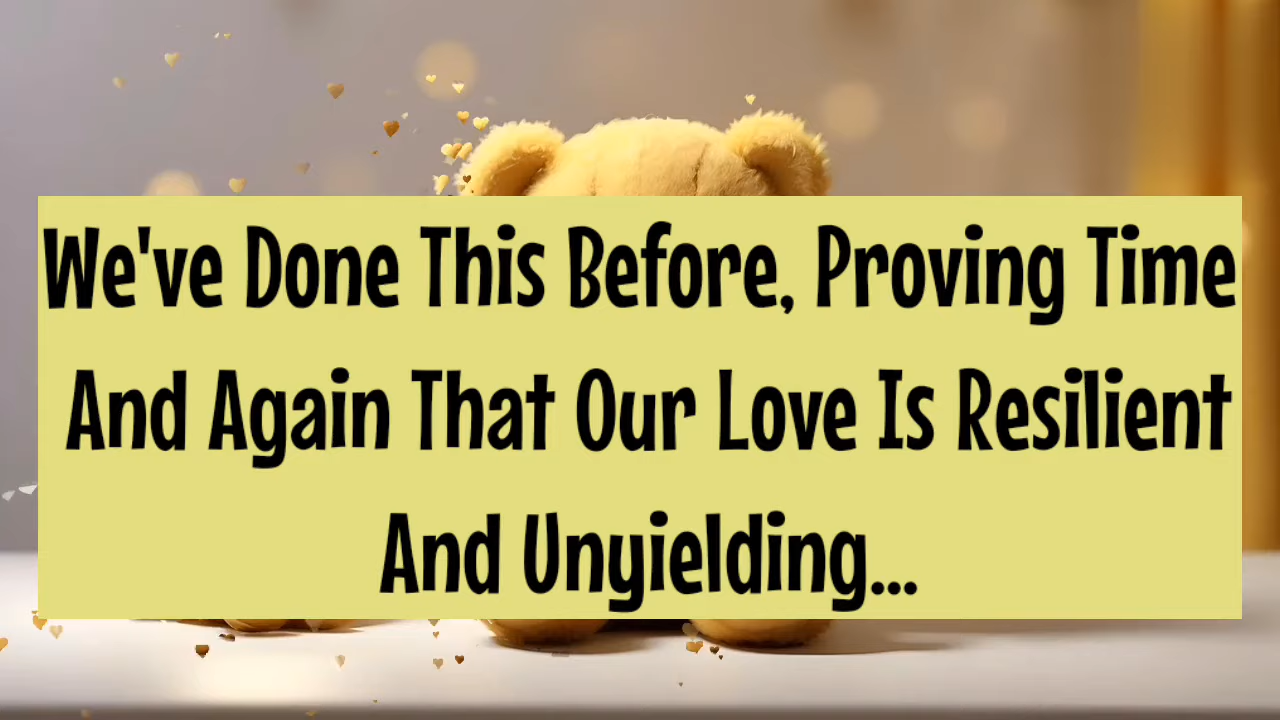 We've Done This Before, Proving Time
And Again That Our Love Is Resilient
And Unyielding...